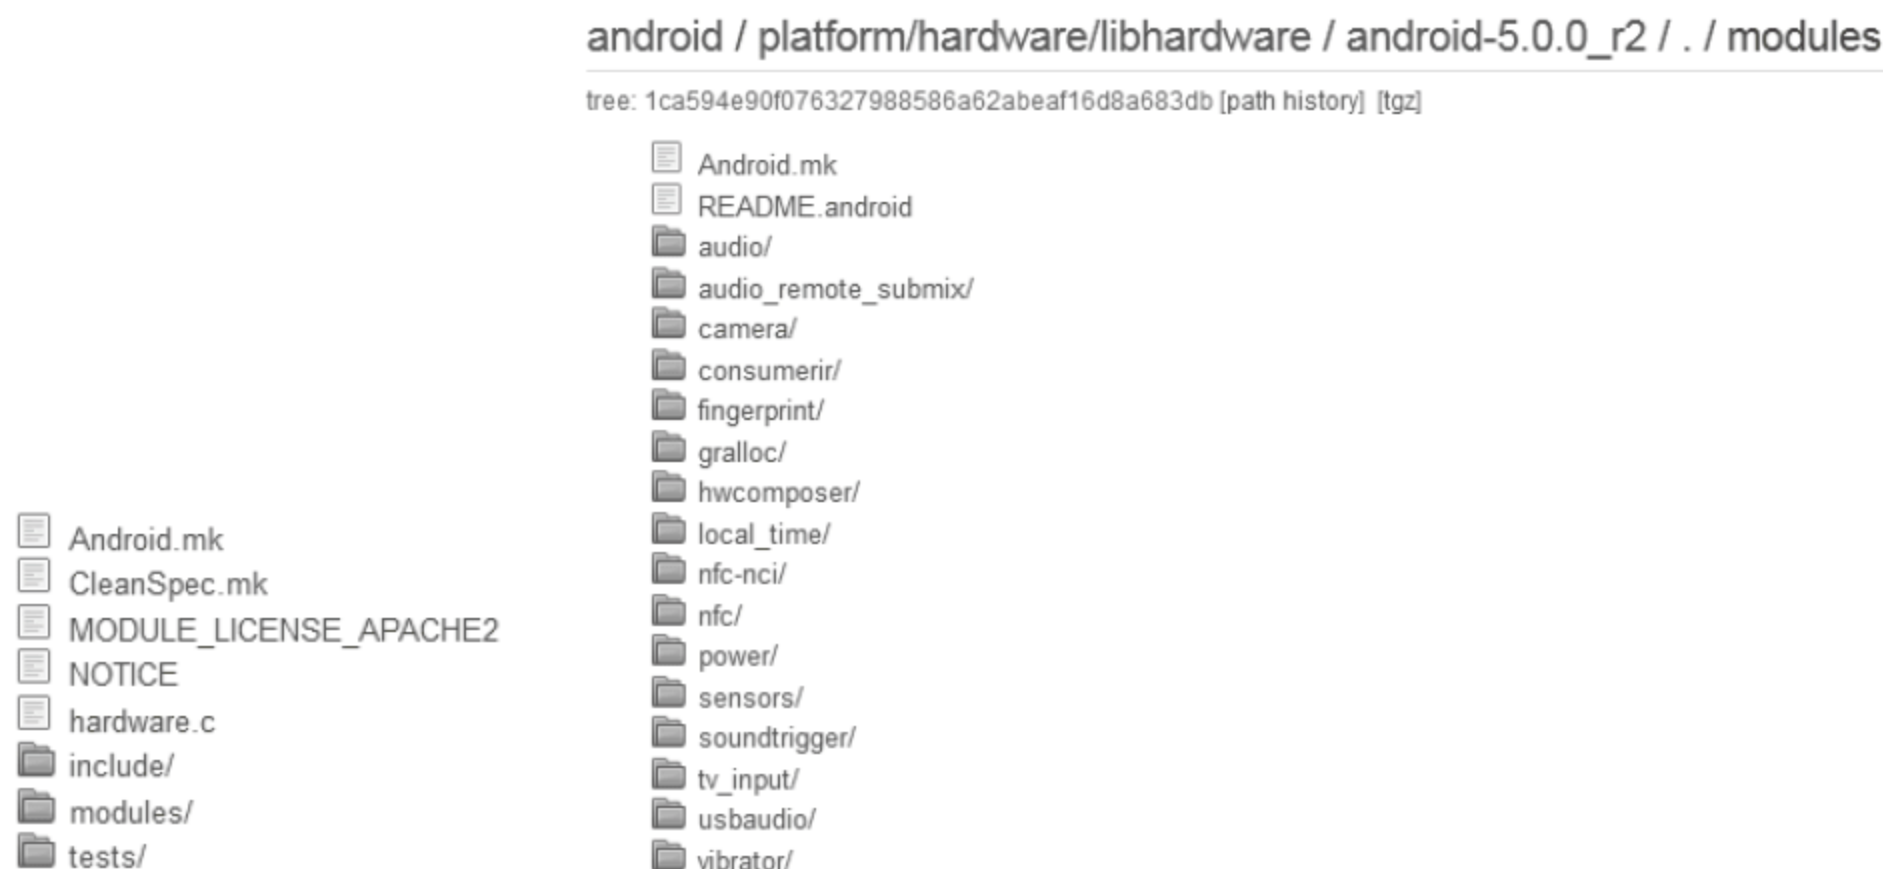 android / platform/hardware/libhardware / android-5.0.0_r2 / . / modules
tree: 1ca594e90f076327988586a62abeaf16d8a683db [path history] [tgz]
Android.mk
README.android
audio/
audio_remote_submix/
camera/
consumerir/
fingerprint/
gralloc/
hwcomposer/
local_time/
nfc-nci/
nfc/
power/
sensors/
soundtrigger/
tv_input/
usbaudio/
vibrator/
Android.mk
CleanSpec.mk
MODULE_LICENSE_APACHE2
NOTICE
hardware.c
include/
modules/
tests/